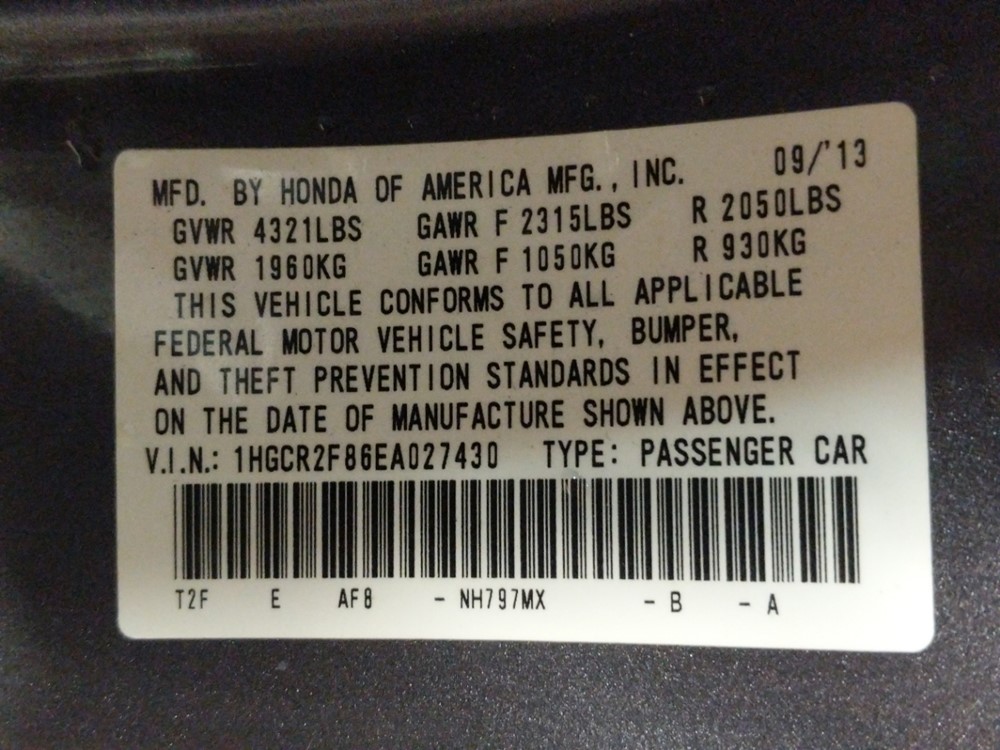 MFD. BY HONDA OF AMERICA MFG., INC. 09/'13
GVWR 4321LBS GAWR F 2315LBS R 2050LBS
GVWR 1960KG GAWR F 1050KG R 930KG
THIS VEHICLE CONFORMS TO ALL APPLICABLE
FEDERAL MOTOR VEHICLE SAFETY, BUMPER,
AND THEFT PREVENTION STANDARDS IN EFFECT
ON THE DATE OF MANUFACTURE SHOWN ABOVE.
V.I.N.: 1HGCR2F86EA027430 TYPE: PASSENGER CAR
T2F E AF8 - NH797MX - B - A